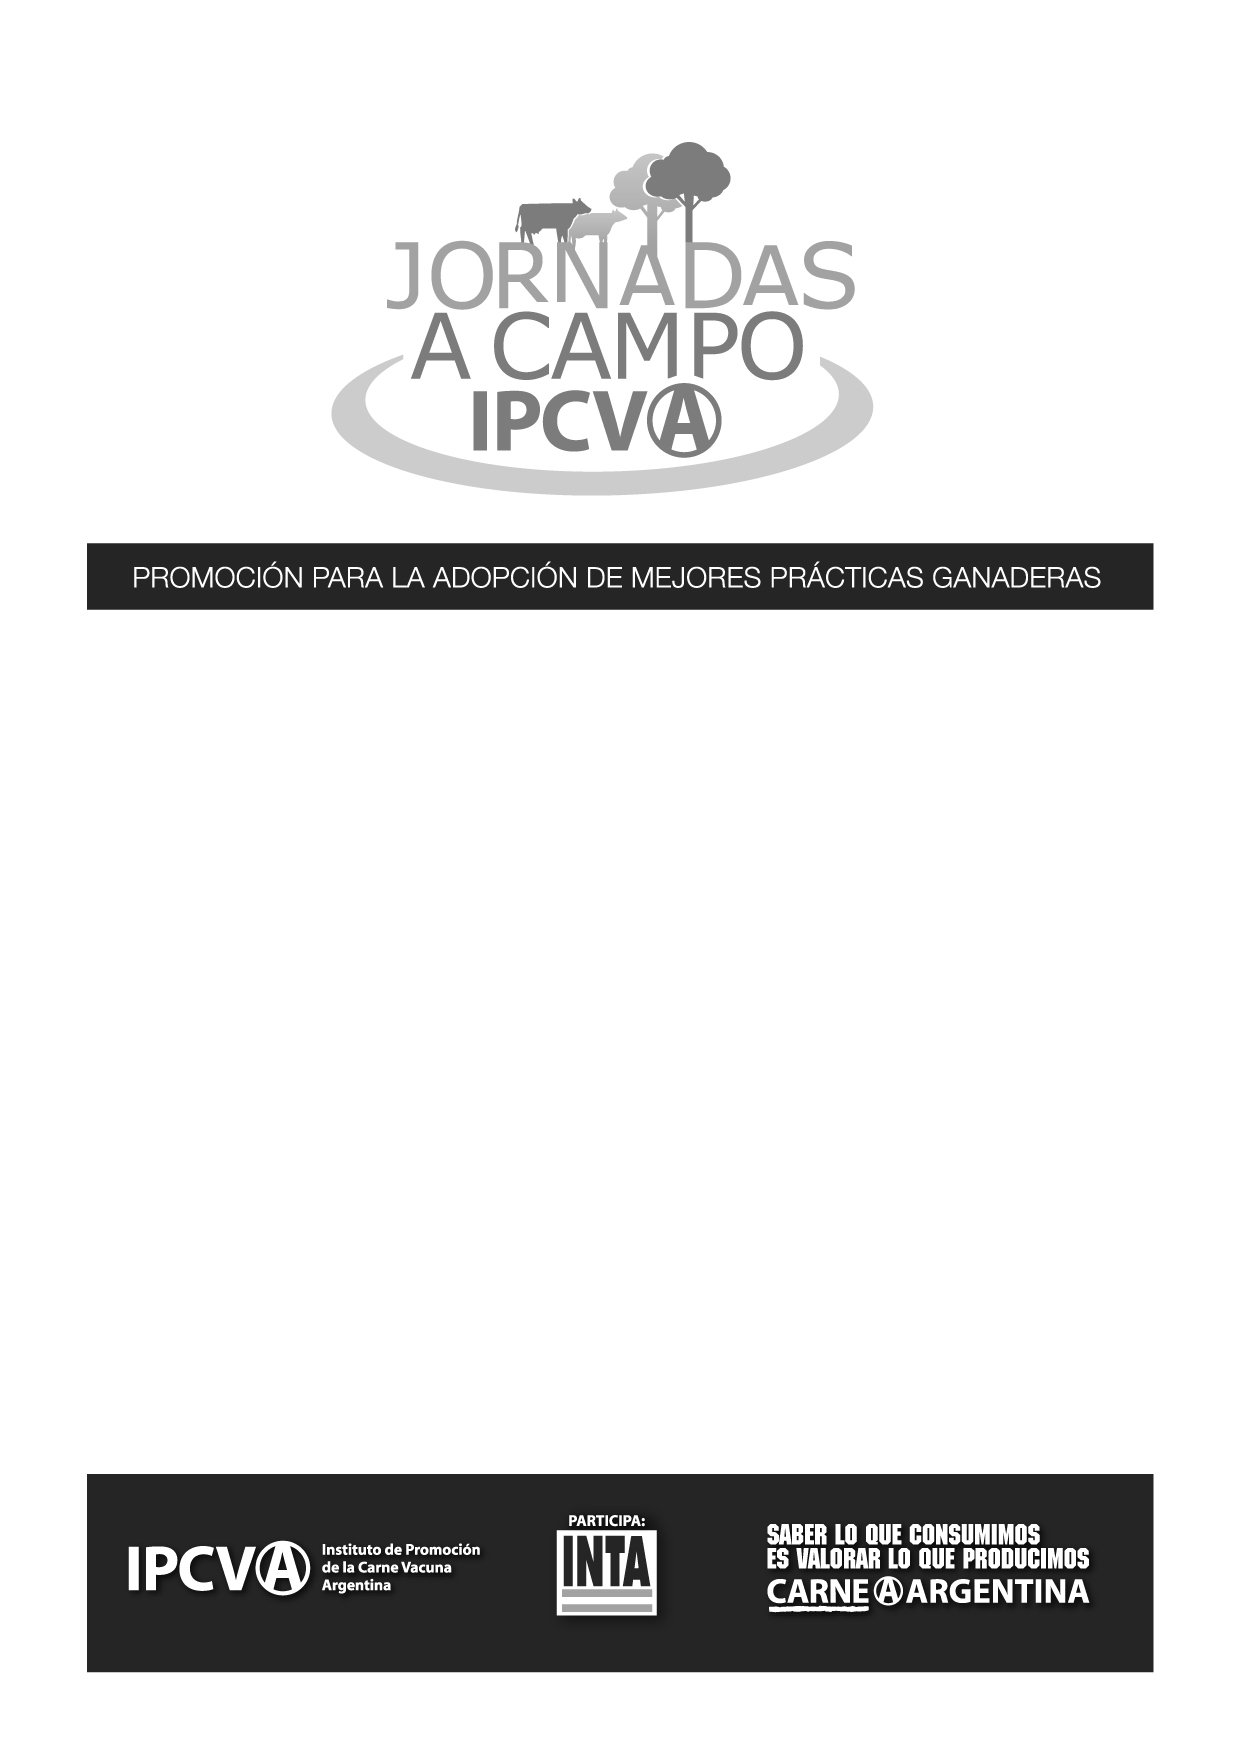 JORNADAS
A CAMPO
IPCVA
PROMOCIÓN PARA LA ADOPCIÓN DE MEJORES PRÁCTICAS GANADERAS
IPCVA
Instituto de Promoción
de la Carne Vacuna
Argentina
PARTICIPA:
INTA
SABER LO QUE CONSUMIMOS
ES VALORAR LO QUE PRODUCIMOS
CARNE A ARGENTINA